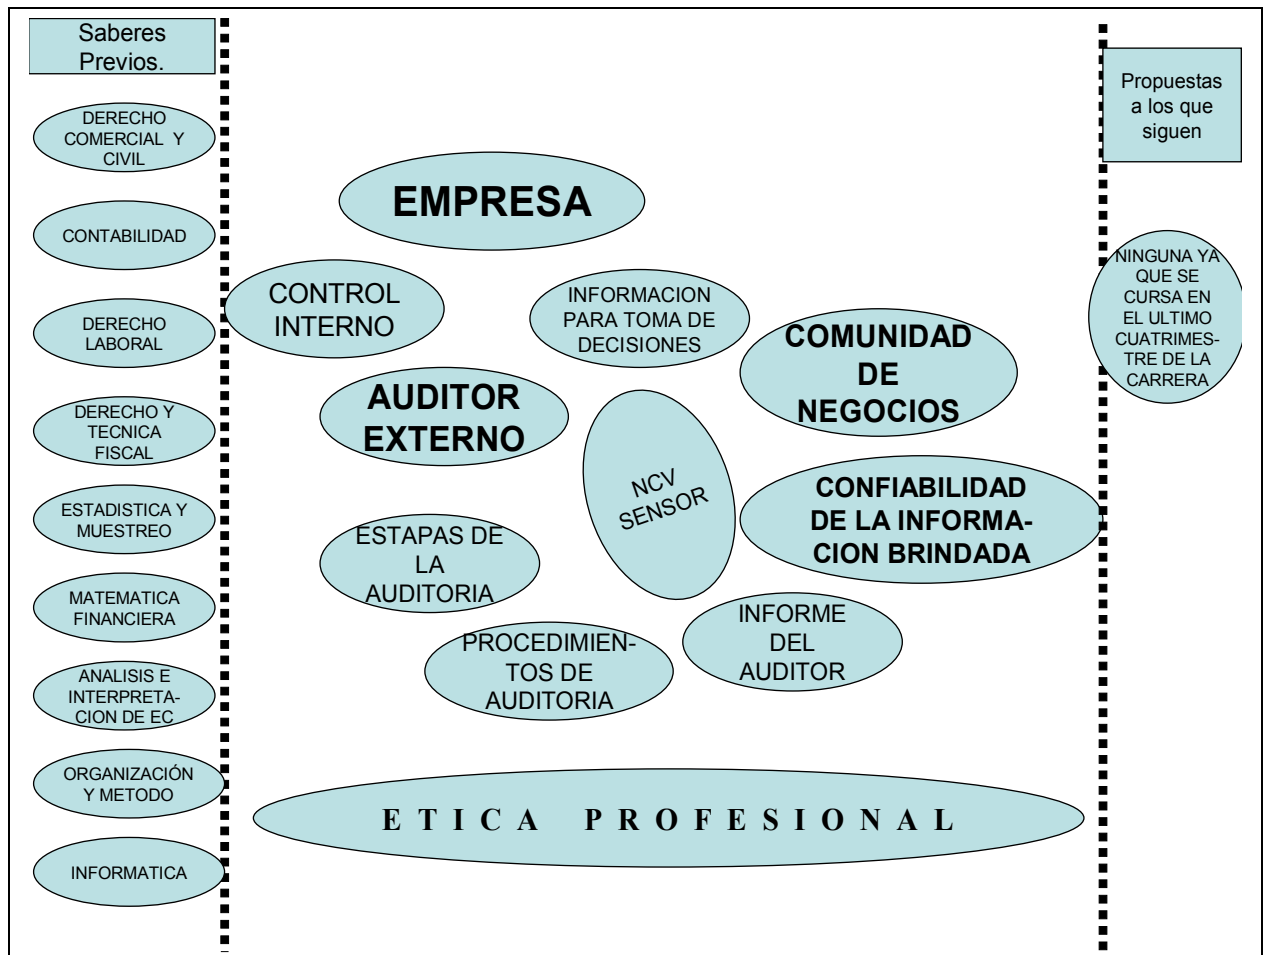 Saberes
Previos.
DERECHO
COMERCIAL Y
CIVIL
CONTABILIDAD
DERECHO
LABORAL
DERECHO Y
TECNICA
FISCAL
ESTADISTICA Y
MUESTREO
MATEMATICA
FINANCIERA
ANALISIS E
INTERPRETA-
CION DE EC
ORGANIZACIÓN
Y METODO
INFORMATICA
EMPRESA
CONTROL
INTERNO
INFORMACION
PARA TOMA DE
DECISIONES
COMUNIDAD
DE
NEGOCIOS
AUDITOR
EXTERNO
NCV
SENSOR
CONFIABILIDAD
DE LA INFORMA-
CION BRINDADA
ESTAPAS DE
LA
AUDITORIA
PROCEDIMIEN-
TOS DE
AUDITORIA
INFORME
DEL
AUDITOR
E T I C A P R O F E S I O N A L
Propuestas
a los que
siguen
NINGUNA YA
QUE SE
CURSA EN
EL ULTIMO
CUATRIMES-
TRE DE LA
CARRERA